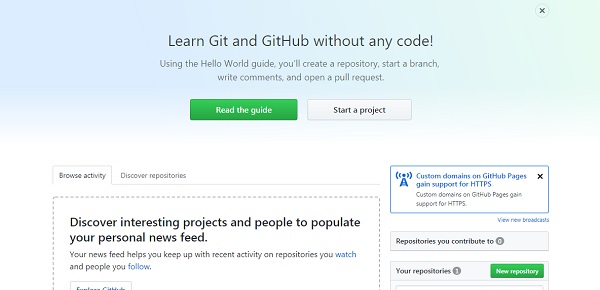 Learn Git and GitHub without any code!
Using the Hello World guide, you'll create a repository, start a branch,
write comments, and open a pull request.
Read the guide
Start a project
Browse activity
Discover repositories
Discover interesting projects and people to populate
your personal news feed.
Your news feed helps you keep up with recent activity on repositories you watch
and people you follow.
Explore GitHub
Custom domains on GitHub Pages
gain support for HTTPS
Custom domains on GitHub Pages gain
support for HTTPS.
View new broadcasts
Repositories you contribute to 0
Your repositories 1
New repository